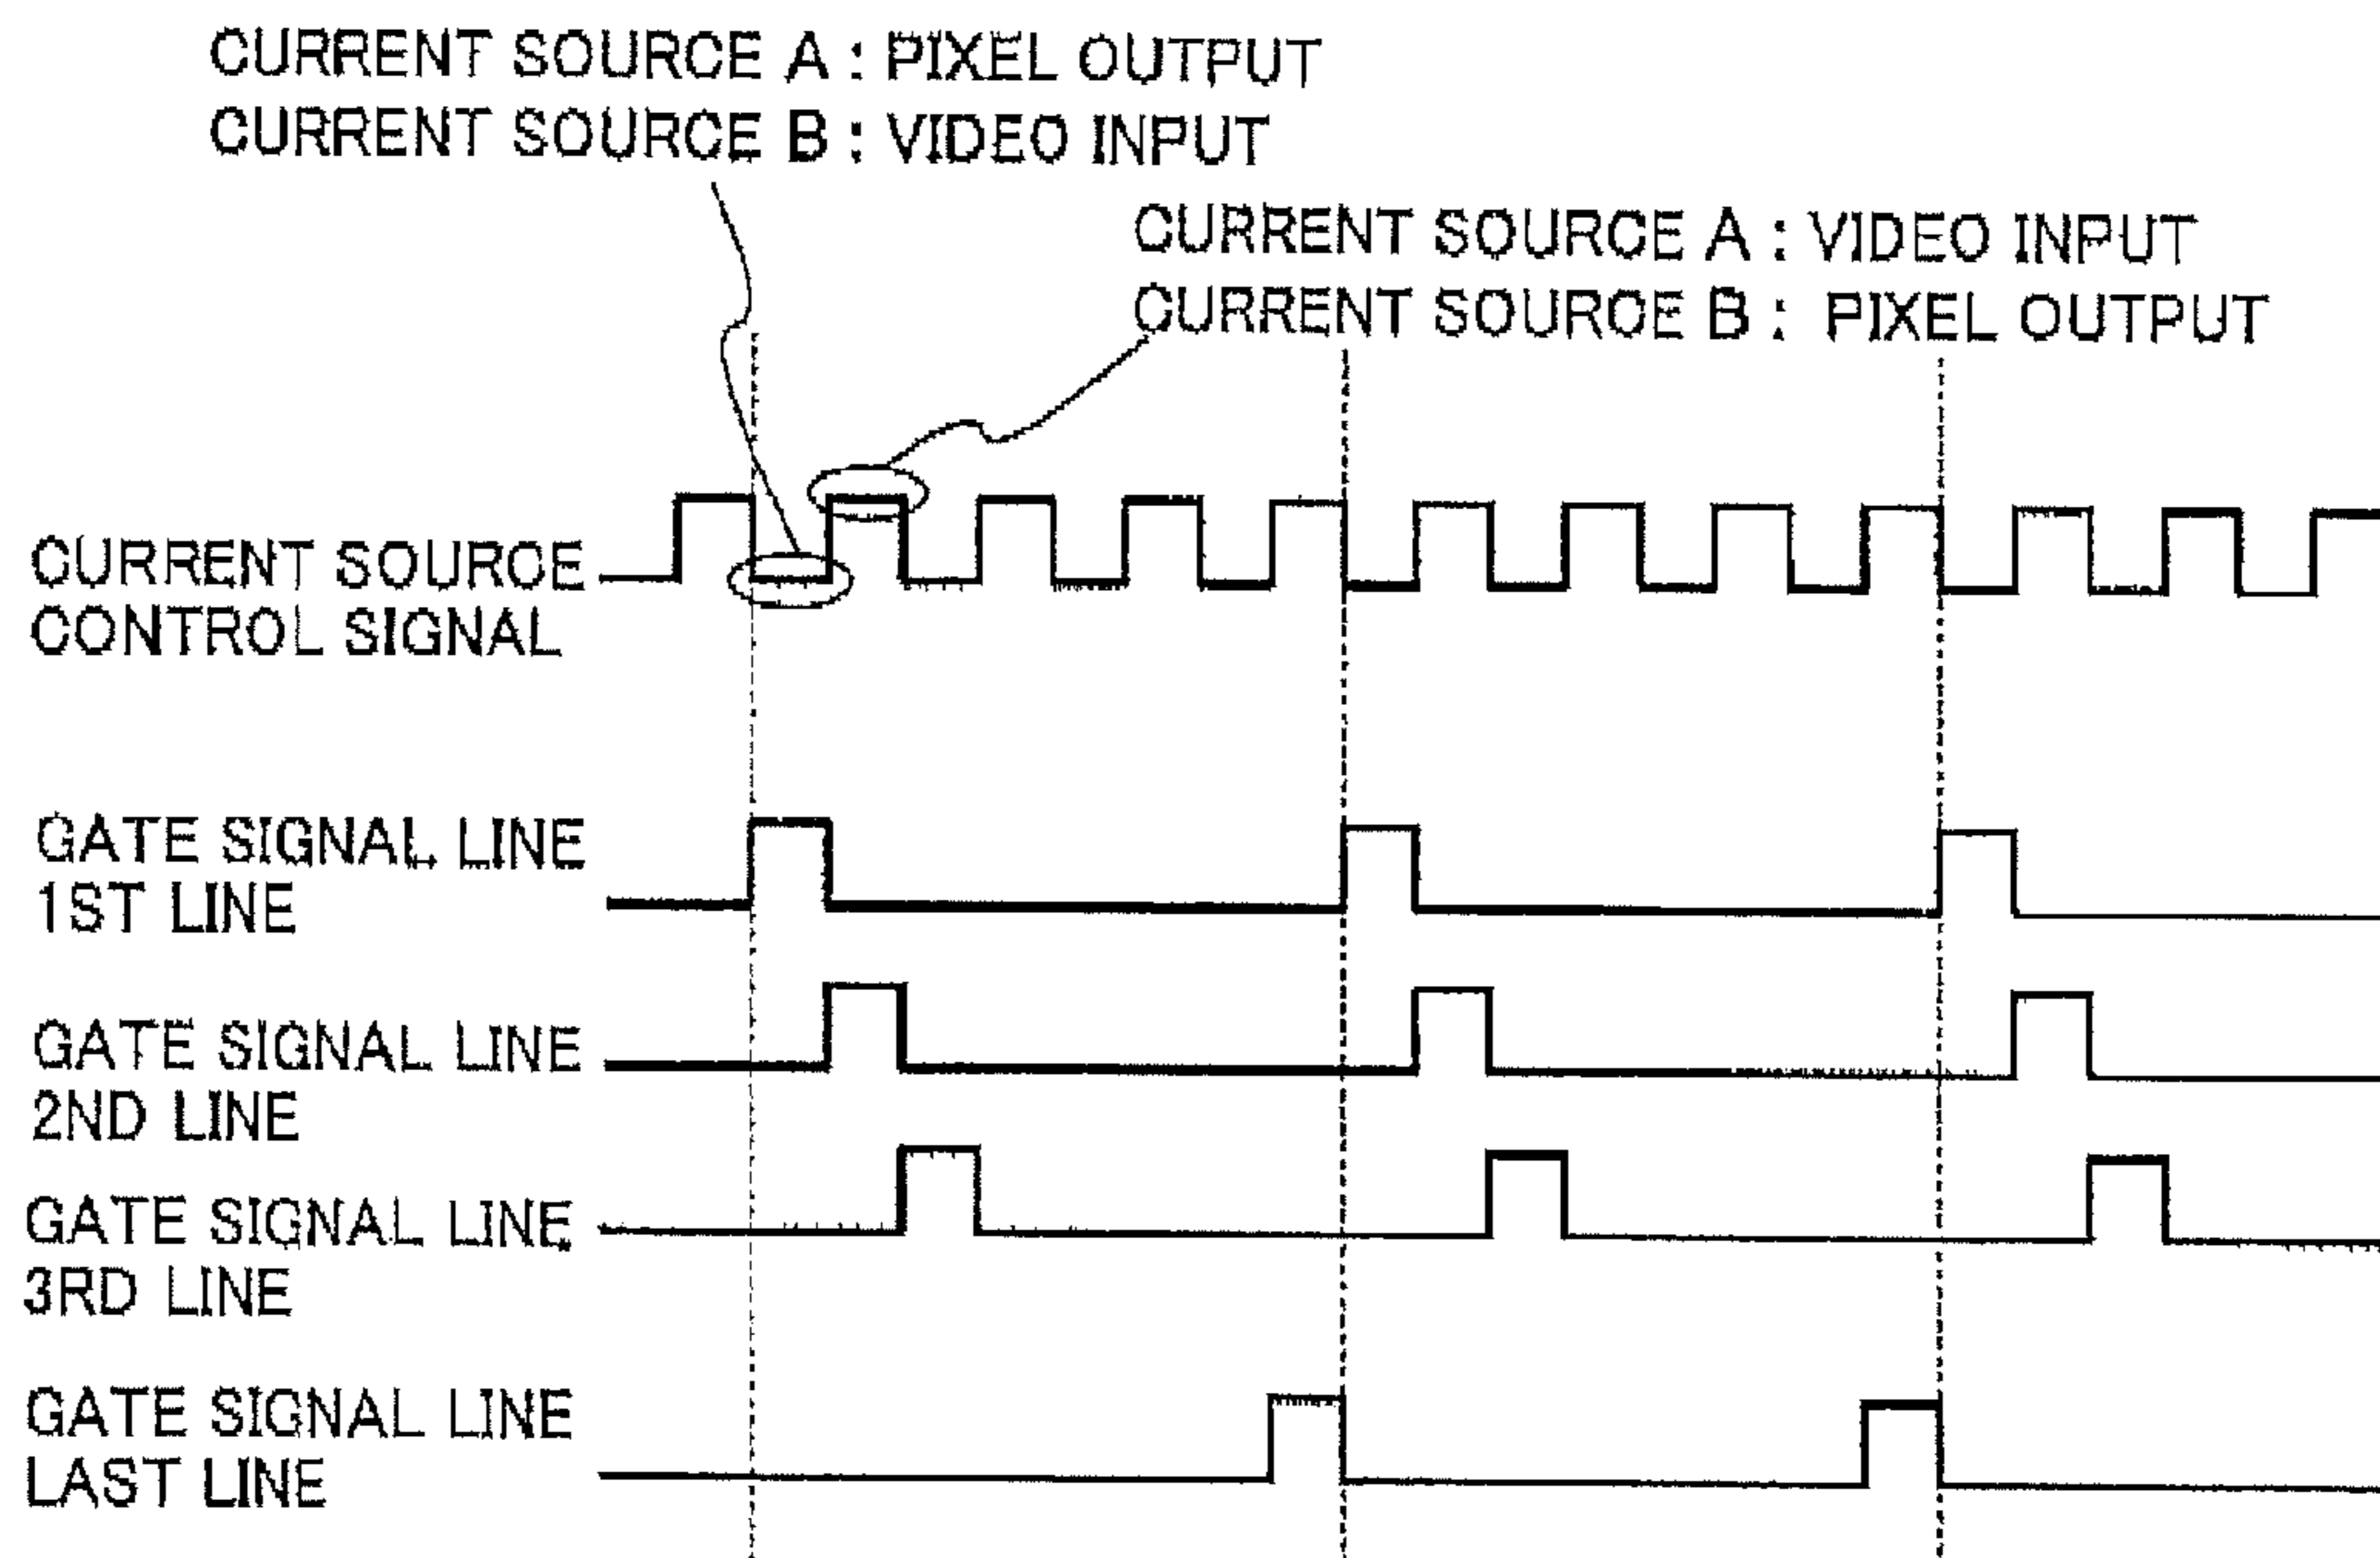 CURRENT SOURCE A : PIXEL OUTPUT
CURRENT SOURCE B : VIDEO INPUT
CURRENT SOURCE A : VIDEO INPUT
CURRENT SOURCE B : PIXEL OUTPUT
CURRENT SOURCE
CONTROL SIGNAL
GATE SIGNAL LINE
1ST LINE
GATE SIGNAL LINE
2ND LINE
GATE SIGNAL LINE
3RD LINE
GATE SIGNAL LINE
LAST LINE